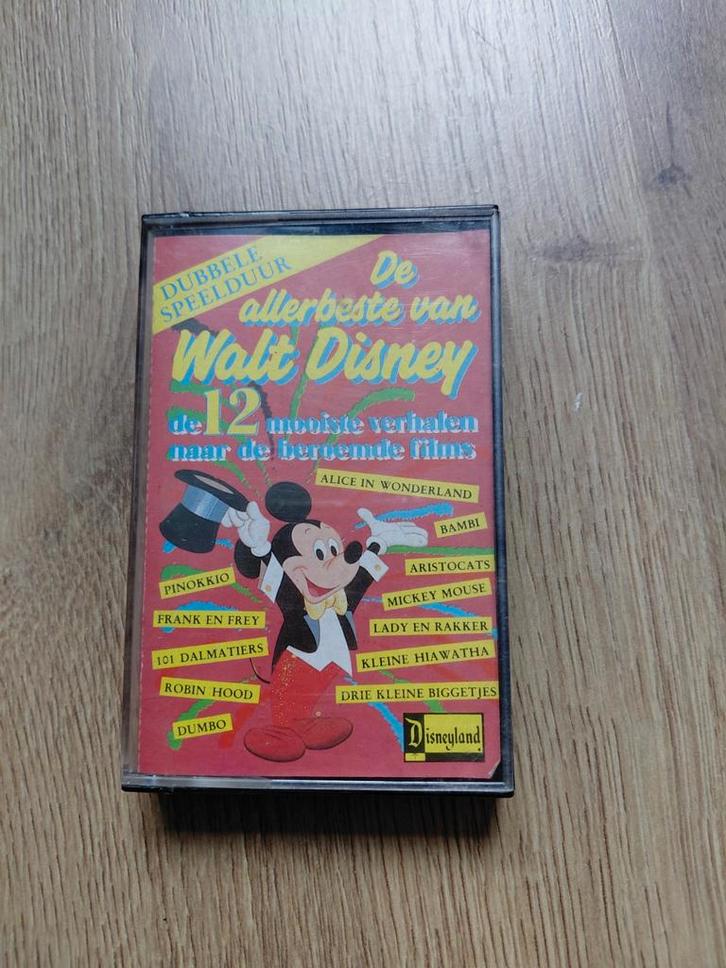 DUBBELE
SPEELDUUR
De
allerbeste van
Walt Disney
de 12 mooiste verhalen
naar de beroemde films
ALICE IN WONDERLAND
BAMBI
ARISTOCATS
MICKEY MOUSE
LADY EN RAKKER
KLEINE HIAWATHA
DRIE KLEINE BIGGETJES
PINOKKIO
FRANK EN FREY
101 DALMATIERS
ROBIN HOOD
DUMBO
Disneyland